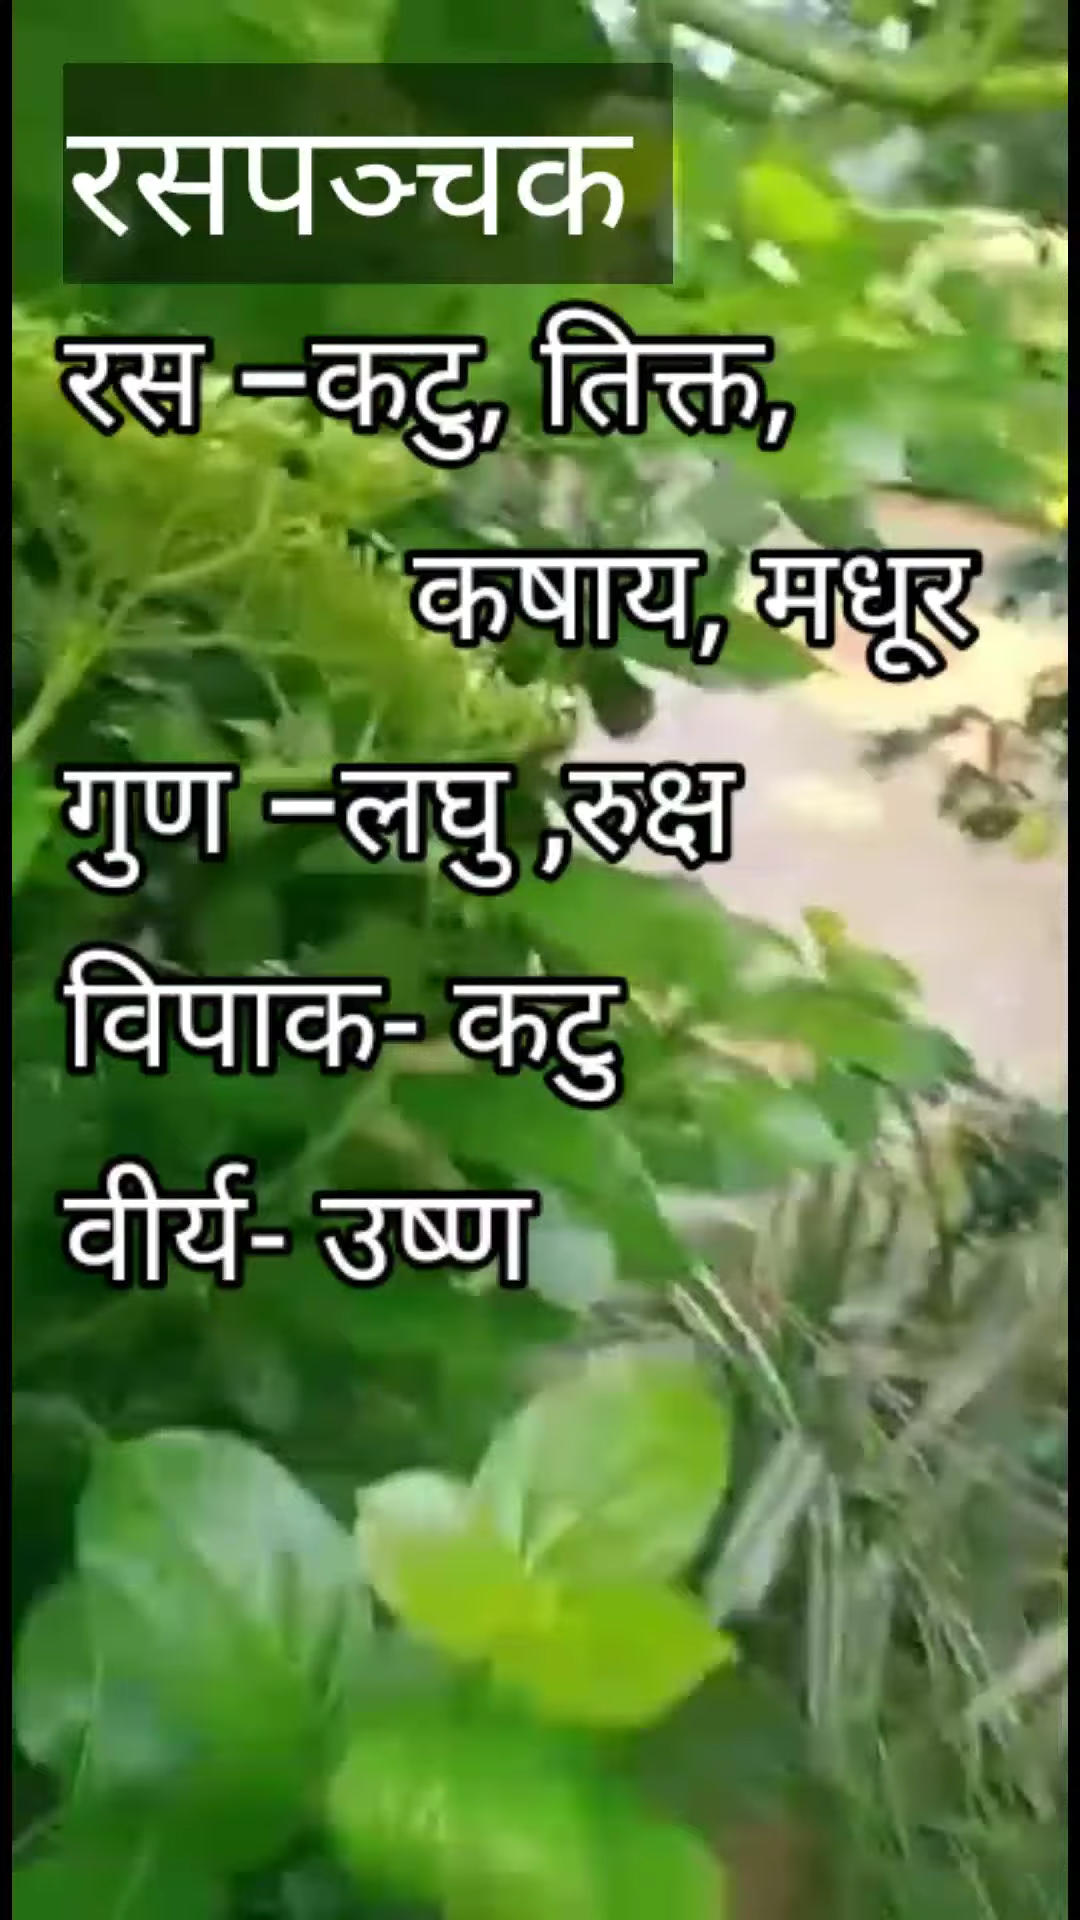 रसपञ्चक
रस –कटु, तिक्त,
कषाय, मधूर
गुण –लघु ,रुक्ष
विपाक- कटु
वीर्य- उष्ण